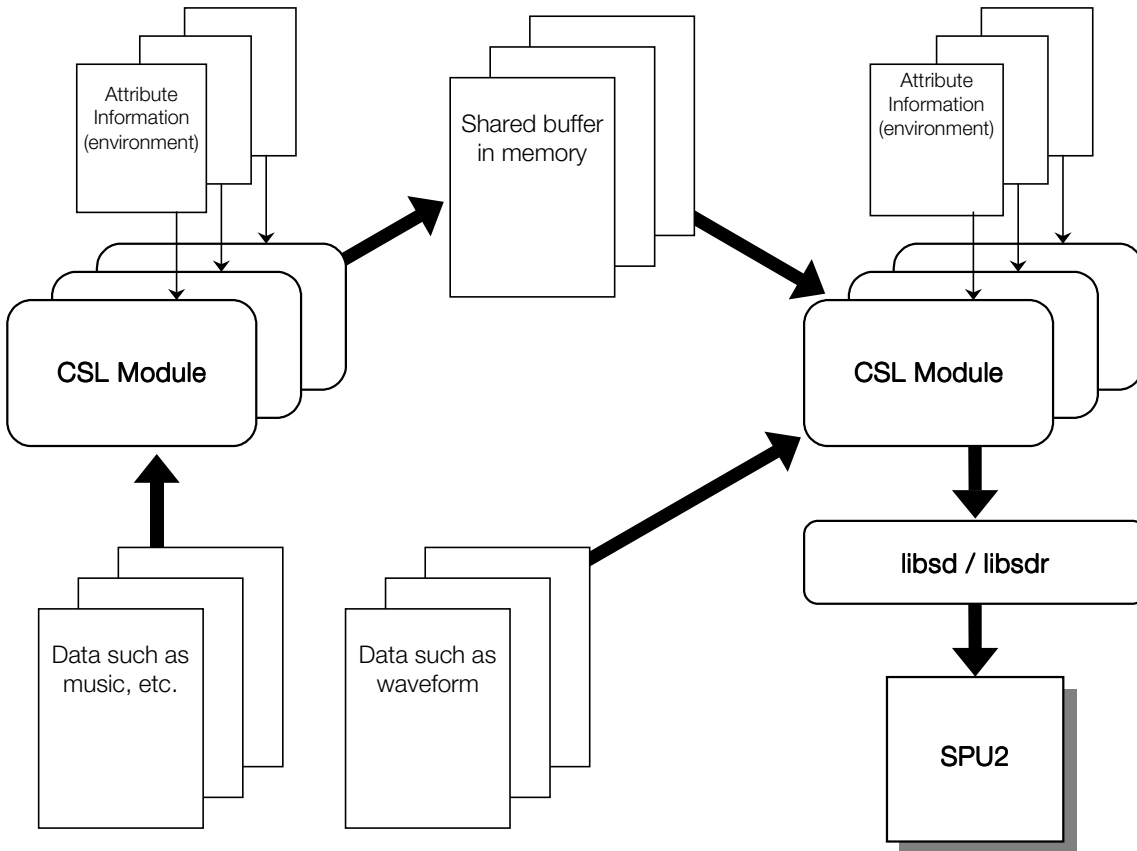 Attribute
Information
(environment)
Shared buffer
in memory
Attribute
Information
(environment)
CSL Module
CSL Module
libsd / libsdr
Data such as
music, etc.
Data such as
waveform
SPU2